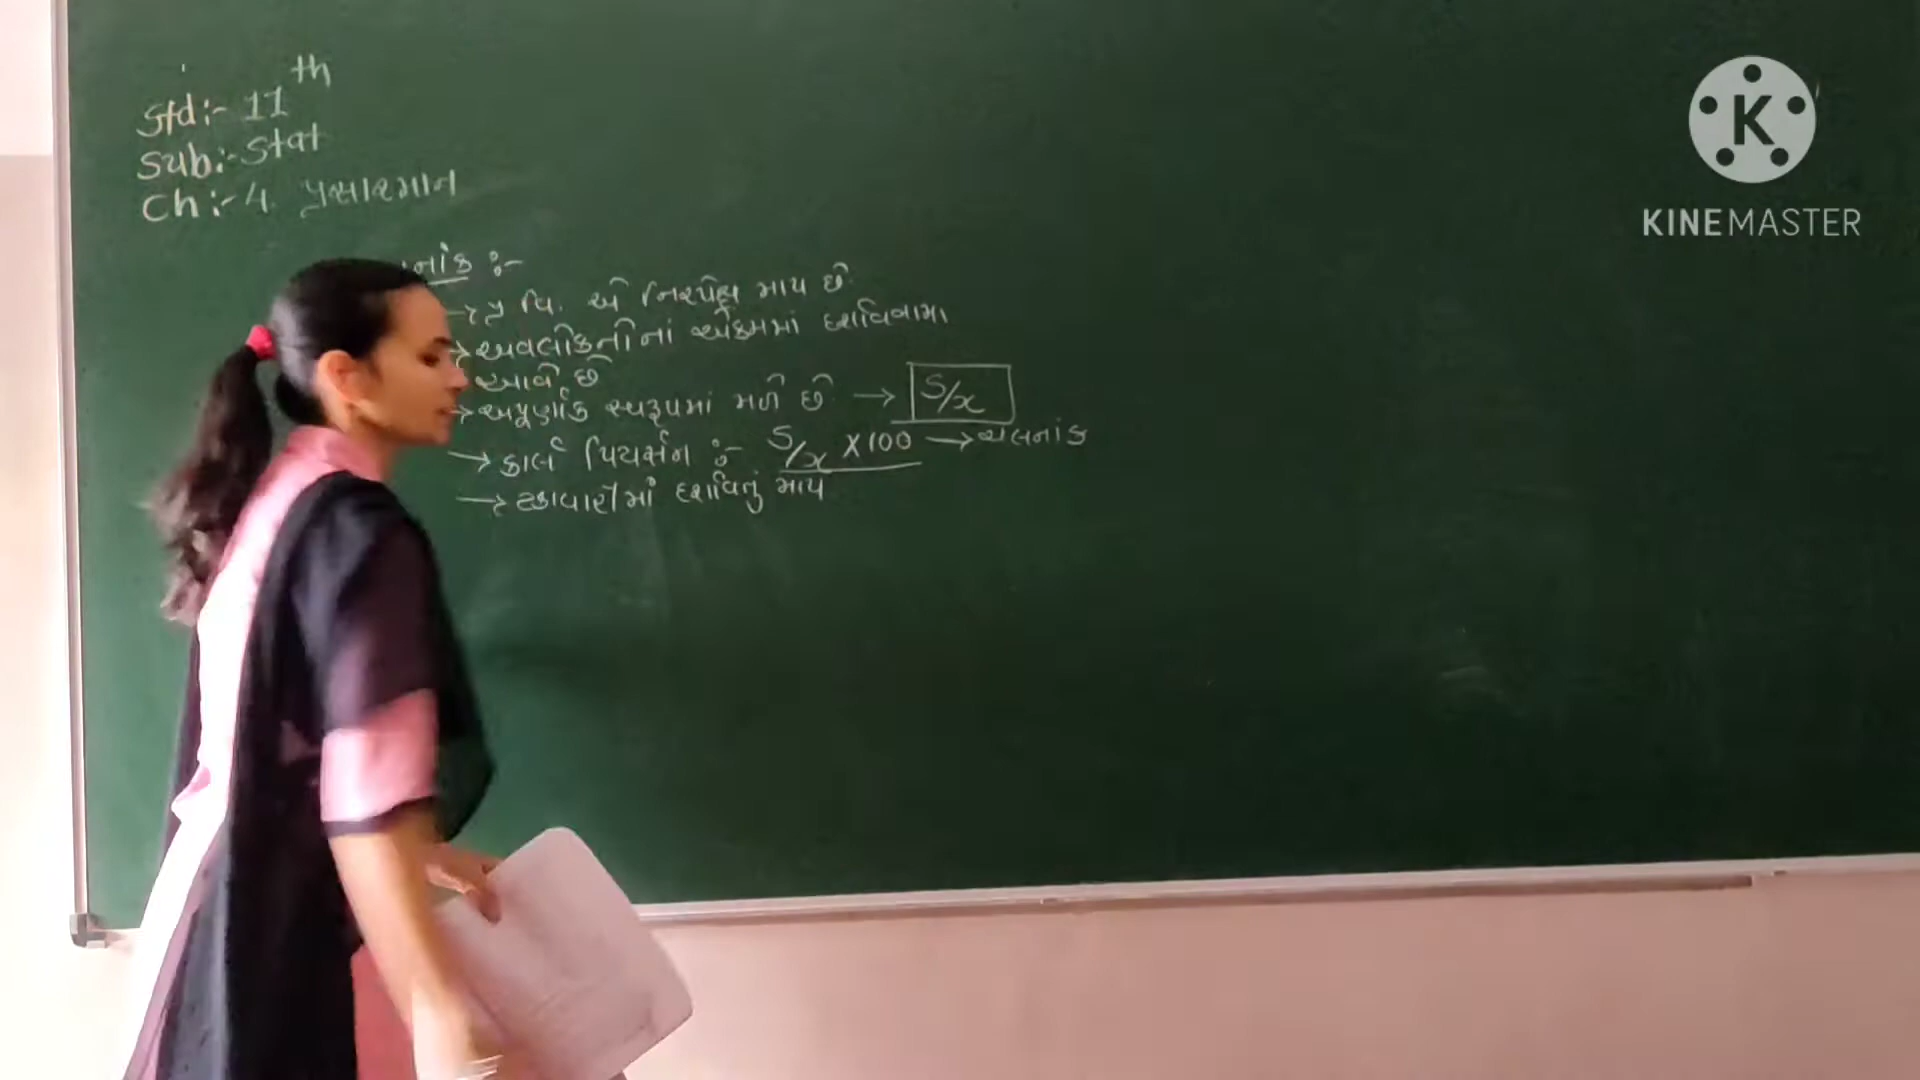 Std:- 11th
Sub:- Stat
Ch:- 4. પ્રસારમાન
નાંક :-
→ પ્ર વિ. એ નિરપેક્ષ માપ છે.
→ અવલોકનોનાં એકમમાં દર્શાવવામા
આવે છે
→ અપૂર્ણાંક સ્વરૂપમાં મળે છે → S/x
→ કાર્લ પિયર્સન :- S/x X100 → ચલનાંક
→ ટકાવારીમાં દર્શાવતું માપ
K
KINEMASTER